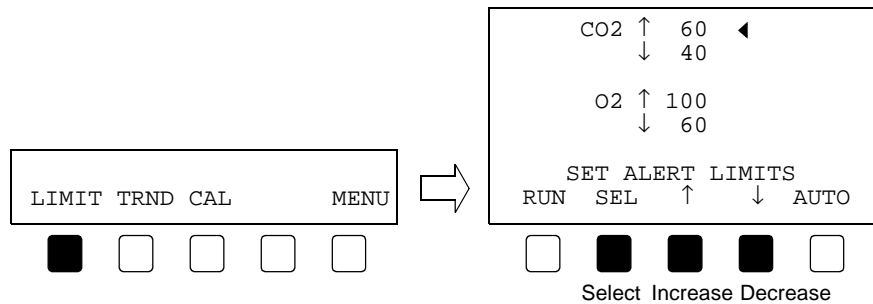 CO2 ↑ 60 ◀
↓ 40
O2 ↑ 100
↓ 60
SET ALERT LIMITS
RUN SEL ↑ ↓ AUTO
LIMIT TRND CAL MENU
Select Increase Decrease